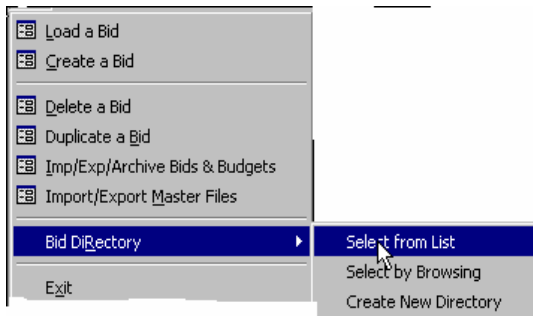 Load a Bid
Create a Bid
Delete a Bid
Duplicate a Bid
Imp/Exp/Archive Bids & Budgets
Import/Export Master Files
Bid DiRectory
Select from List
Select by Browsing
Exit
Create New Directory